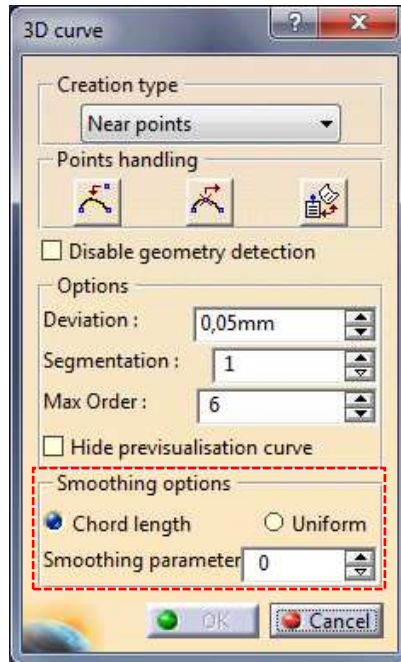 3D curve
?
Creation type
Near points
Points handling
Disable geometry detection
Options
Deviation : 0,05mm
Segmentation : 1
Max Order : 6
Hide previsualisation curve
Smoothing options
Chord length Uniform
Smoothing parameter 0
OK Cancel